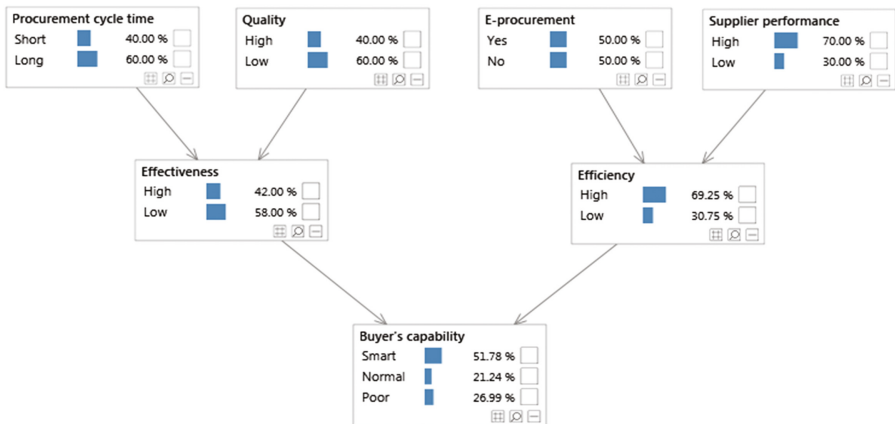 Procurement cycle time
Short 40.00 %
Long 60.00 %
Quality
High 40.00 %
Low 60.00 %
E-procurement
Yes 50.00 %
No 50.00 %
Supplier performance
High 70.00 %
Low 30.00 %
Effectiveness
High 42.00 %
Low 58.00 %
Efficiency
High 69.25 %
Low 30.75 %
Buyer's capability
Smart 51.78 %
Normal 21.24 %
Poor 26.99 %